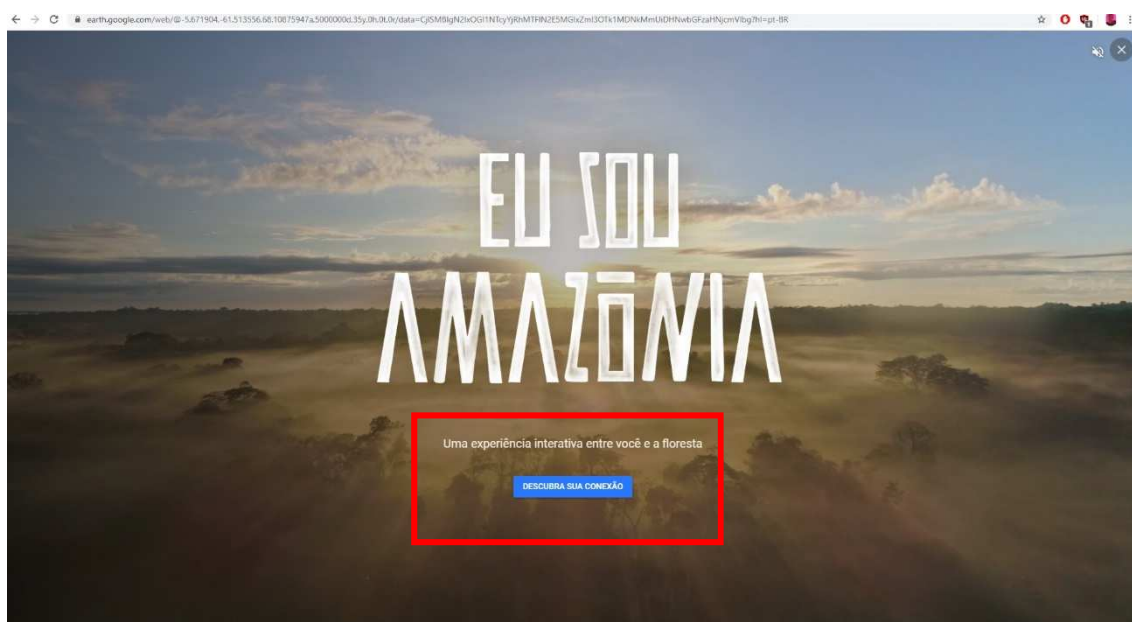 EU SOU
AMAZÔNIA
Uma experiência interativa entre você e a floresta
DESCUBRA SUA CONEXÃO